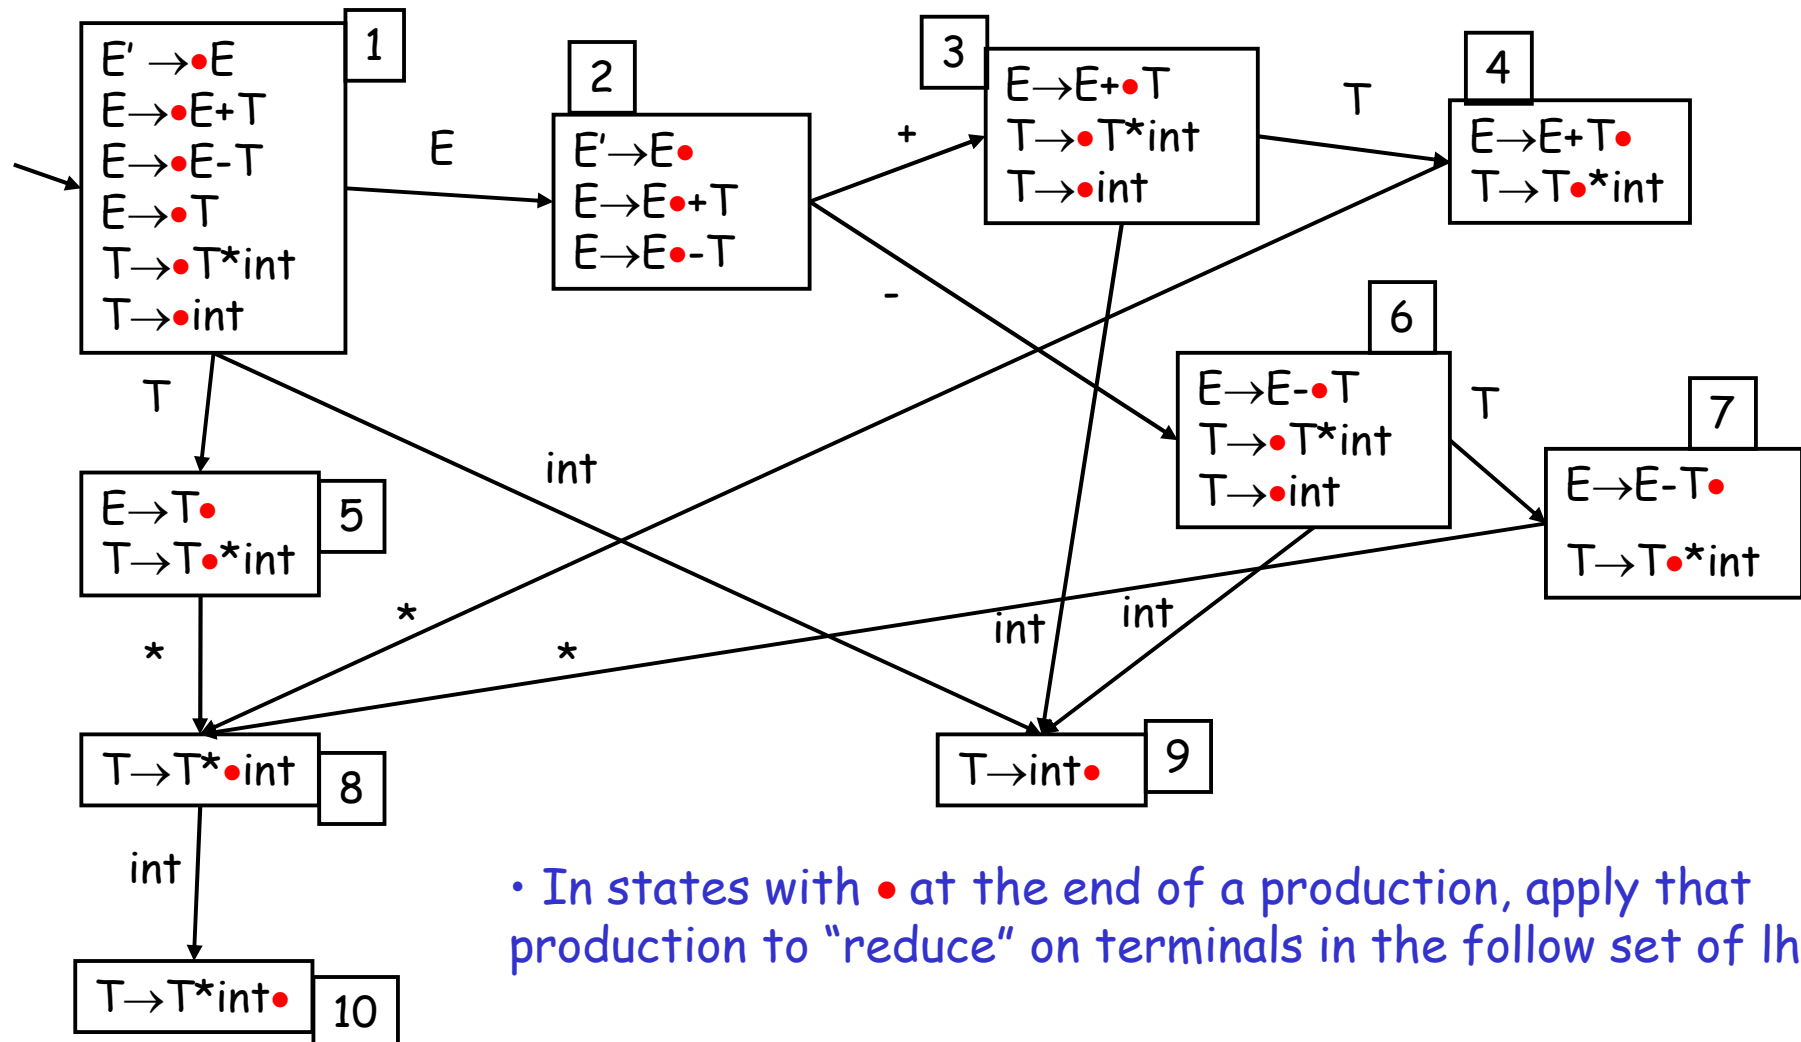 1
E' →•E
E→•E+T
E→•E-T
E→•T
T→•T*int
T→•int
E
2
E'→E•
E→E•+T
E→E•-T
+
-
3
E→E+•T
T→•T*int
T→•int
T
4
E→E+T•
T→T•*int
T
int
5
E→T•
T→T•*int
6
E→E-•T
T→•T*int
T→•int
T
7
E→E-T•
T→T•*int
*
*
*
int
int
8
T→T*•int
9
T→int•
int
10
T→T*int•
• In states with • at the end of a production, apply that
production to “reduce” on terminals in the follow set of lh